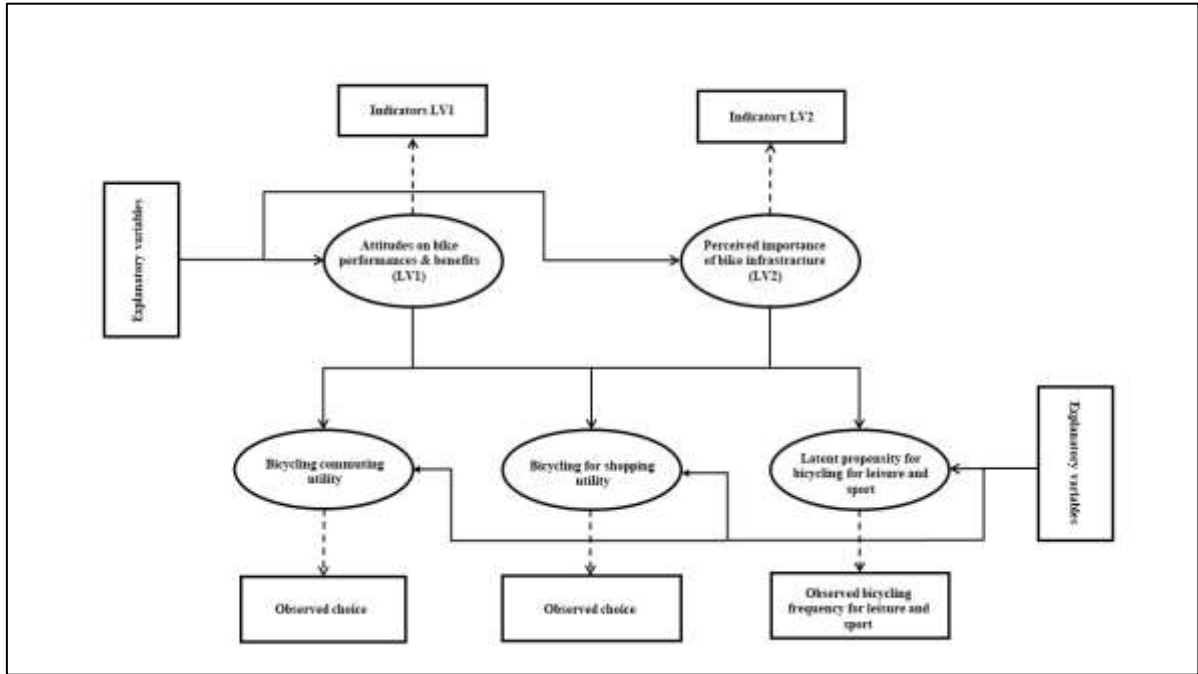 Indicators LV1
Indicators LV2
Explanatory variables
Attitudes on bike
performances & benefits
(LV1)
Perceived importance
of bike infrastracture
(LV2)
Bicycling commuting
utility
Bicycling for shopping
utility
Latent propensity for
bicycling for leisure and
sport
Explanatory variables
Observed choice
Observed choice
Observed bicycling
frequency for leisure and
sport